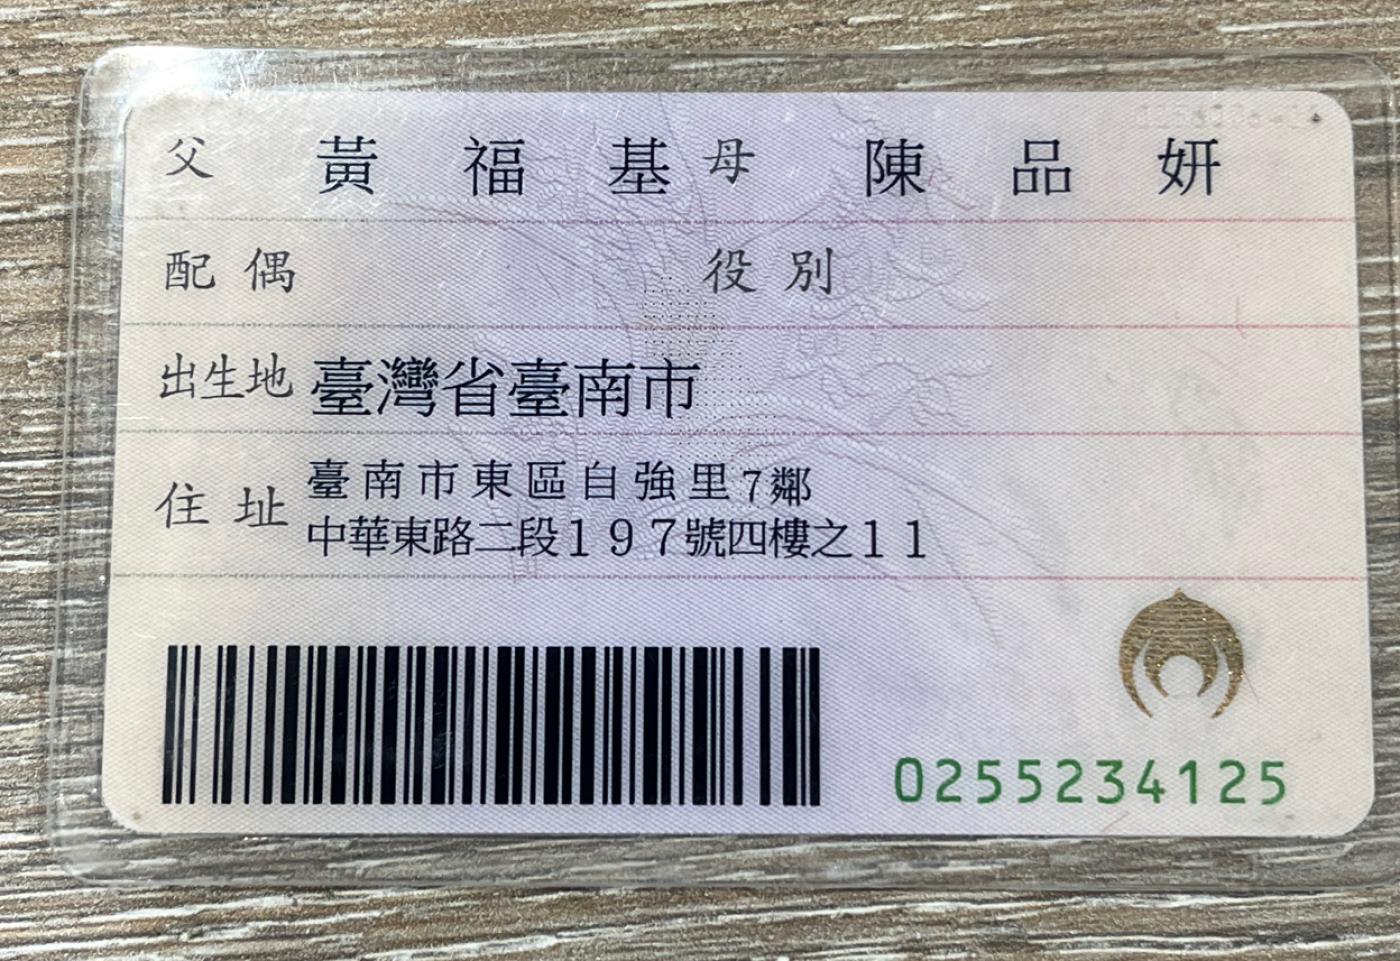 父 黃福基 母 陳品妍
配偶 役別
出生地 臺灣省臺南市
住址 臺南市東區自強里7鄰
中華東路二段197號四樓之11
0255234125